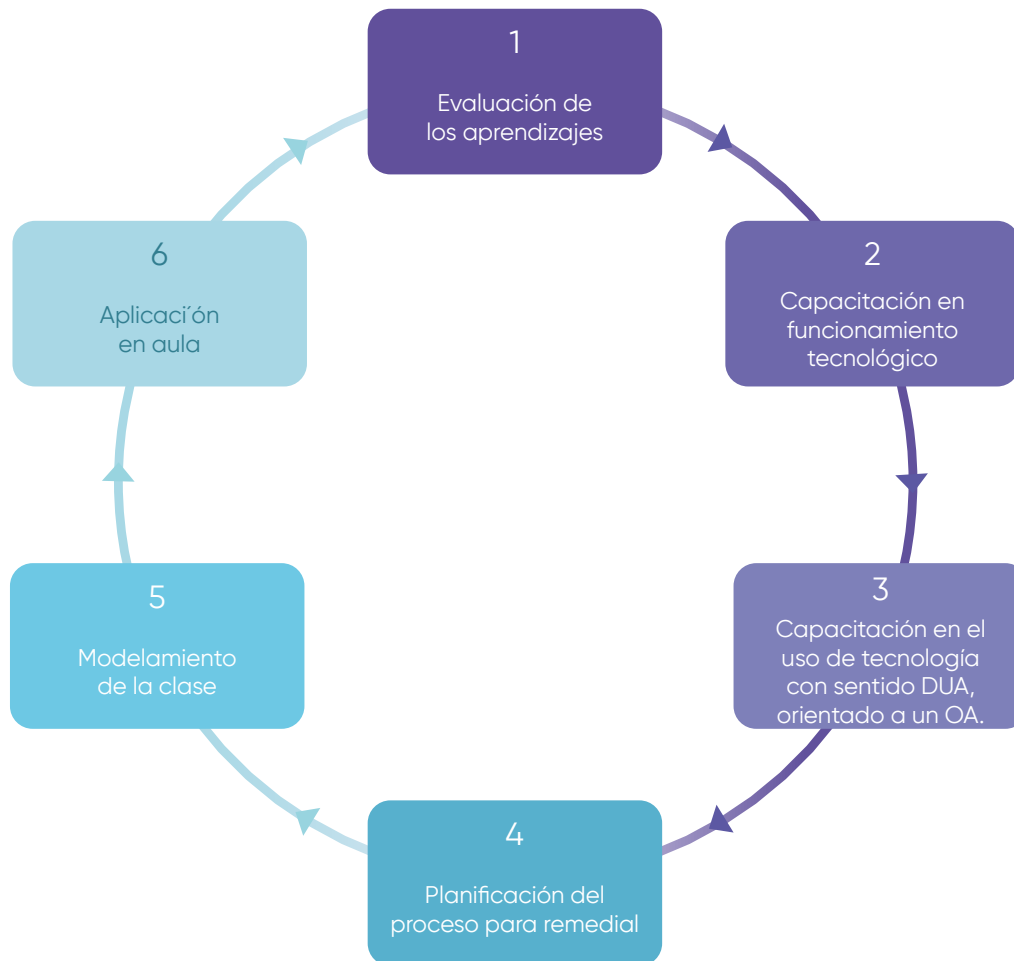 1
Evaluación de
los aprendizajes
2
Capacitación en
funcionamiento
tecnológico
3
Capacitación en el
uso de tecnología
con sentido DUA,
orientado a un OA.
4
Planificación del
proceso para remedial
5
Modelamiento
de la clase
6
Aplicaci´ón
en aula